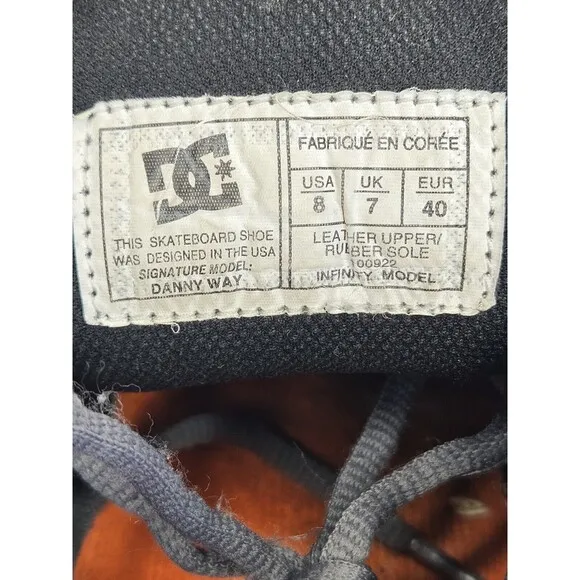 DC
THIS SKATEBOARD SHOE
WAS DESIGNED IN THE USA
SIGNATURE MODEL:
DANNY WAY
FABRIQUÉ EN CORÉE
USA UK EUR
8 7 40
LEATHER UPPER/
RUBBER SOLE
100922
INFINITY MODEL